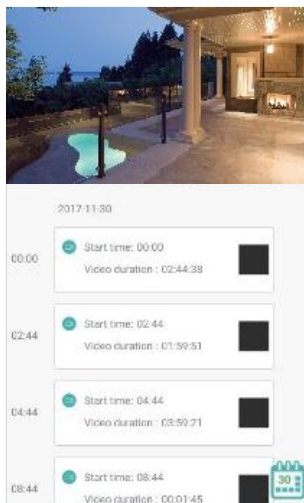 2017-11-30
00:00
Start time: 00:00
Video duration : 02:44:38
02:44
Start time: 02:44
Video duration : 01:59:51
04:44
Start time: 04:44
Video duration : 03:59:21
08:44
Start time: 08:44
Video duration : 00:01:45
30